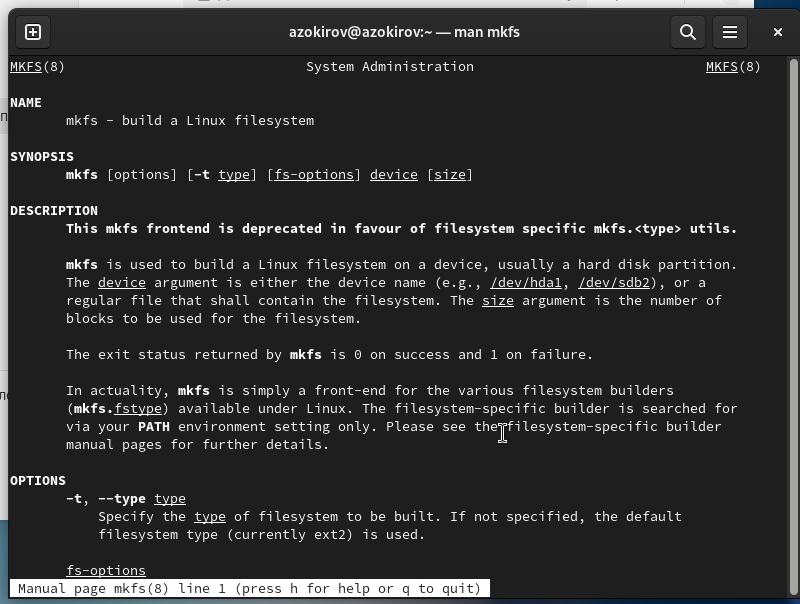 azokirov@azokirov:~ — man mkfs
MKFS(8) System Administration MKFS(8)
NAME
mkfs - build a Linux filesystem
SYNOPSIS
mkfs [options] [-t type] [fs-options] device [size]
DESCRIPTION
This mkfs frontend is deprecated in favour of filesystem specific mkfs.<type> utils.
mkfs is used to build a Linux filesystem on a device, usually a hard disk partition.
The device argument is either the device name (e.g., /dev/hda1, /dev/sdb2), or a
regular file that shall contain the filesystem. The size argument is the number of
blocks to be used for the filesystem.
The exit status returned by mkfs is 0 on success and 1 on failure.
In actuality, mkfs is simply a front-end for the various filesystem builders
(mkfs.fstype) available under Linux. The filesystem-specific builder is searched for
via your PATH environment setting only. Please see the filesystem-specific builder
manual pages for further details.
OPTIONS
-t, --type type
Specify the type of filesystem to be built. If not specified, the default
filesystem type (currently ext2) is used.
fs-options
Manual page mkfs(8) line 1 (press h for help or q to quit)